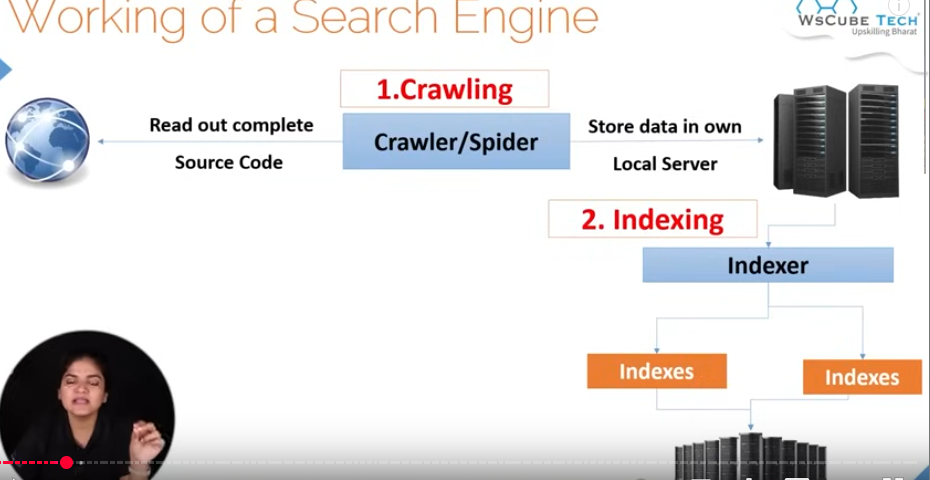 Working of a Search Engine
WsCube Tech
Upskilling Bharat
1.Crawling
Read out complete
Source Code
Crawler/Spider
Store data in own
Local Server
2. Indexing
Indexer
Indexes
Indexes